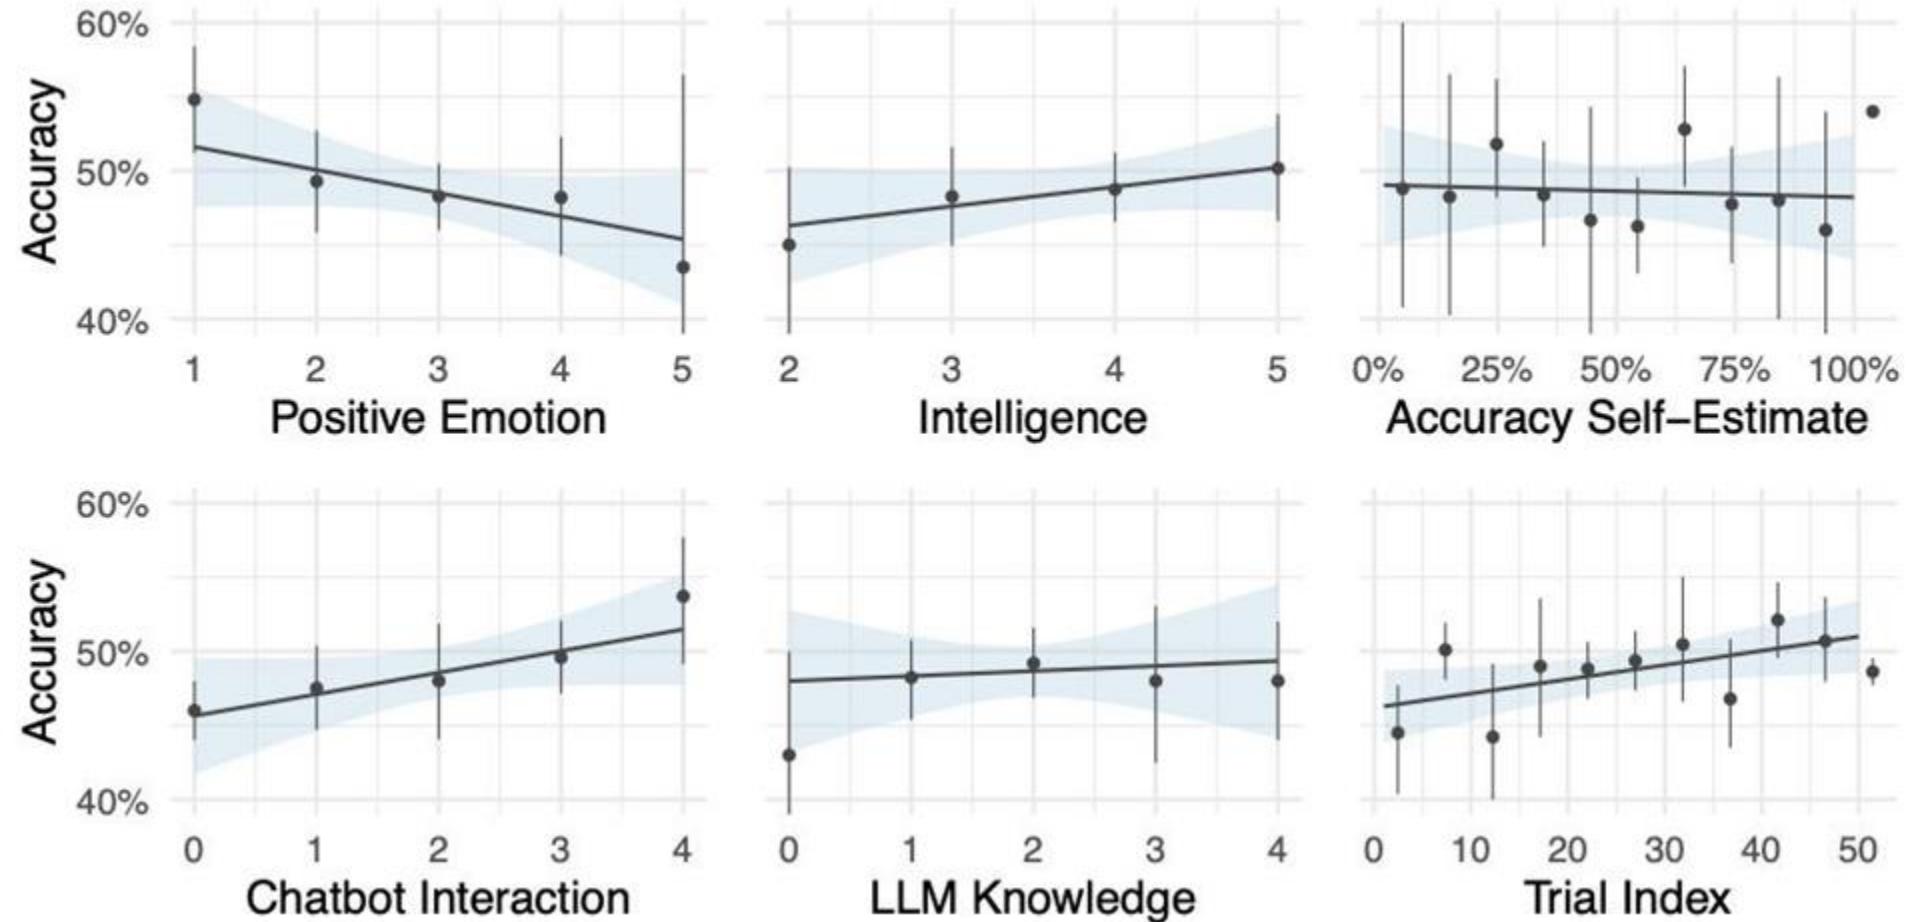 60%
50%
40%
Accuracy
1 2 3 4 5
Positive Emotion
2 3 4 5
Intelligence
0% 25% 50% 75% 100%
Accuracy Self–Estimate
60%
50%
40%
Accuracy
0 1 2 3 4
Chatbot Interaction
0 1 2 3 4
LLM Knowledge
0 10 20 30 40 50
Trial Index